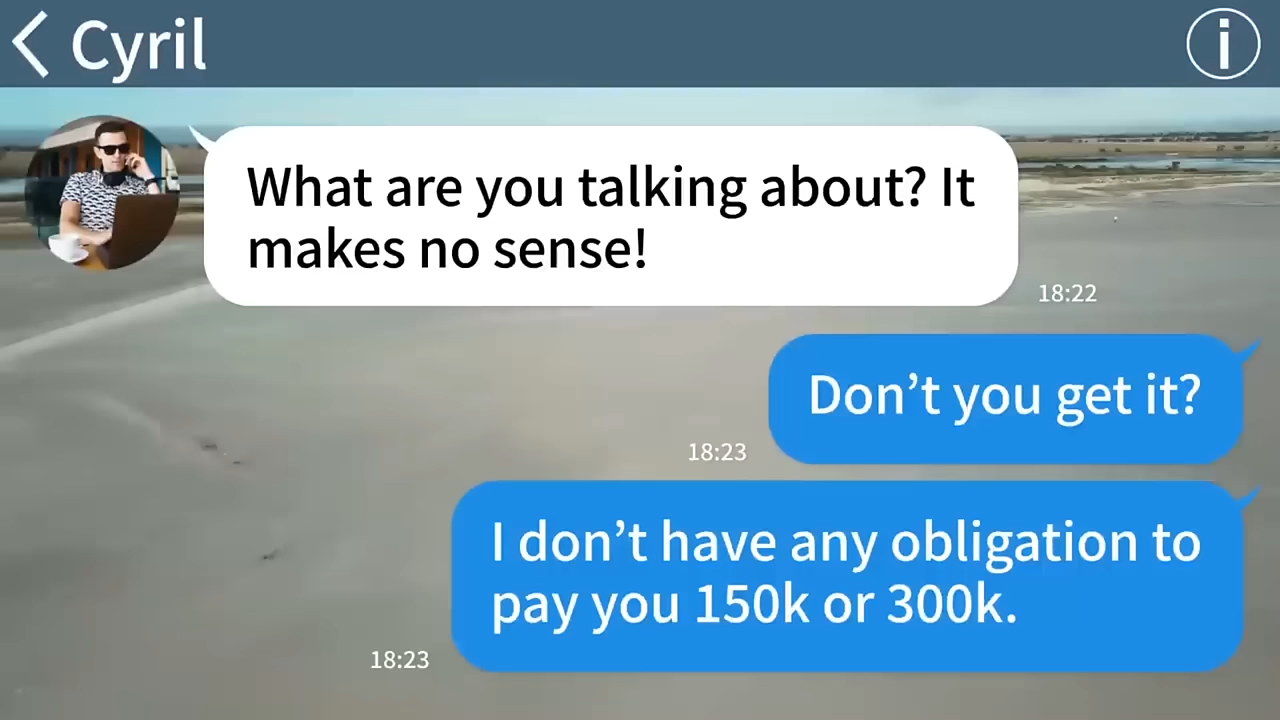 Cyril
What are you talking about? It
makes no sense!
18:22
Don’t you get it?
18:23
I don’t have any obligation to
pay you 150k or 300k.
18:23